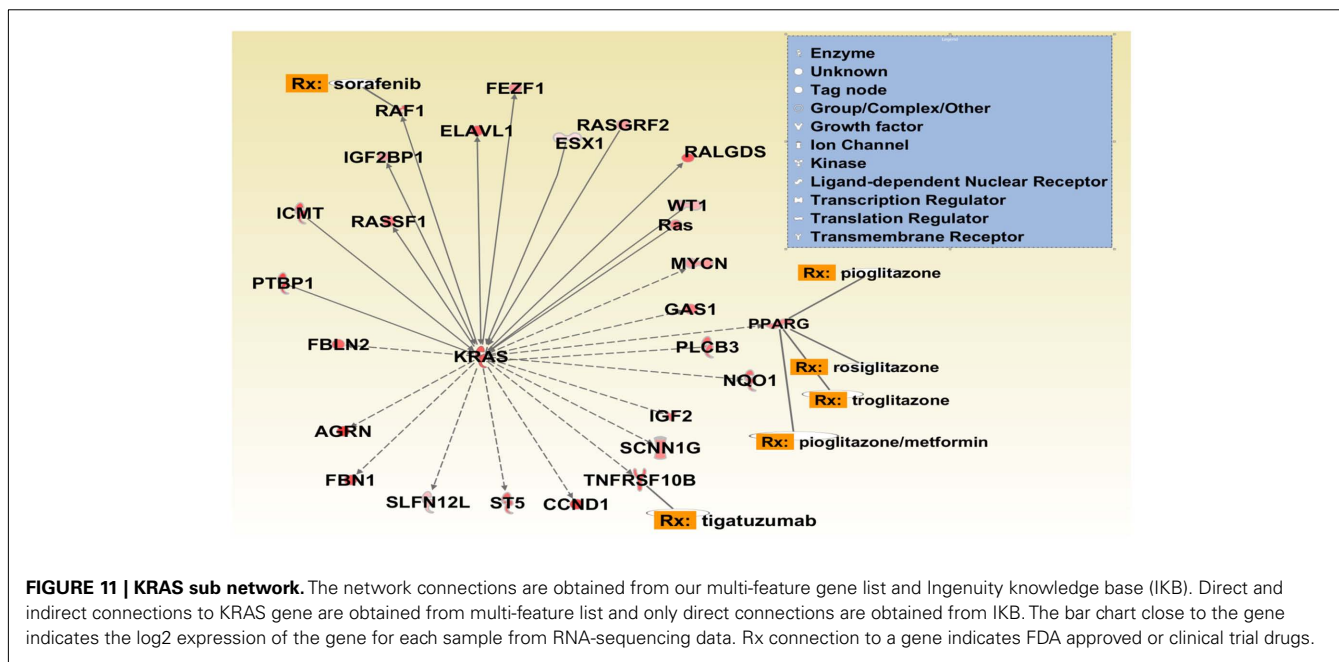 Rx: sorafenib
FEZF1
RAF1
ELAVL1
RASGRF2
ESX1
IGF2BP1
RALGDS
ICMT
RASSF1
WT1
Ras
MYCN
PTBP1
GAS1
FBLN2
KRAS
PLCB3
NQO1
PPARG
Rx: pioglitazone
Rx: rosiglitazone
Rx: troglitazone
Rx: pioglitazone/metformin
IGF2
AGRN
SCNN1G
FBN1
TNFRSF10B
SLFN12L
ST5
CCND1
Rx: tigatuzumab
Enzyme
Unknown
Tag node
Group/Complex/Other
Growth factor
Ion Channel
Kinase
Ligand-dependent Nuclear Receptor
Transcription Regulator
Translation Regulator
Transmembrane Receptor
FIGURE 11 | KRAS sub network. The network connections are obtained from our multi-feature gene list and Ingenuity knowledge base (IKB). Direct and
indirect connections to KRAS gene are obtained from multi-feature list and only direct connections are obtained from IKB. The bar chart close to the gene
indicates the log2 expression of the gene for each sample from RNA-sequencing data. Rx connection to a gene indicates FDA approved or clinical trial drugs.